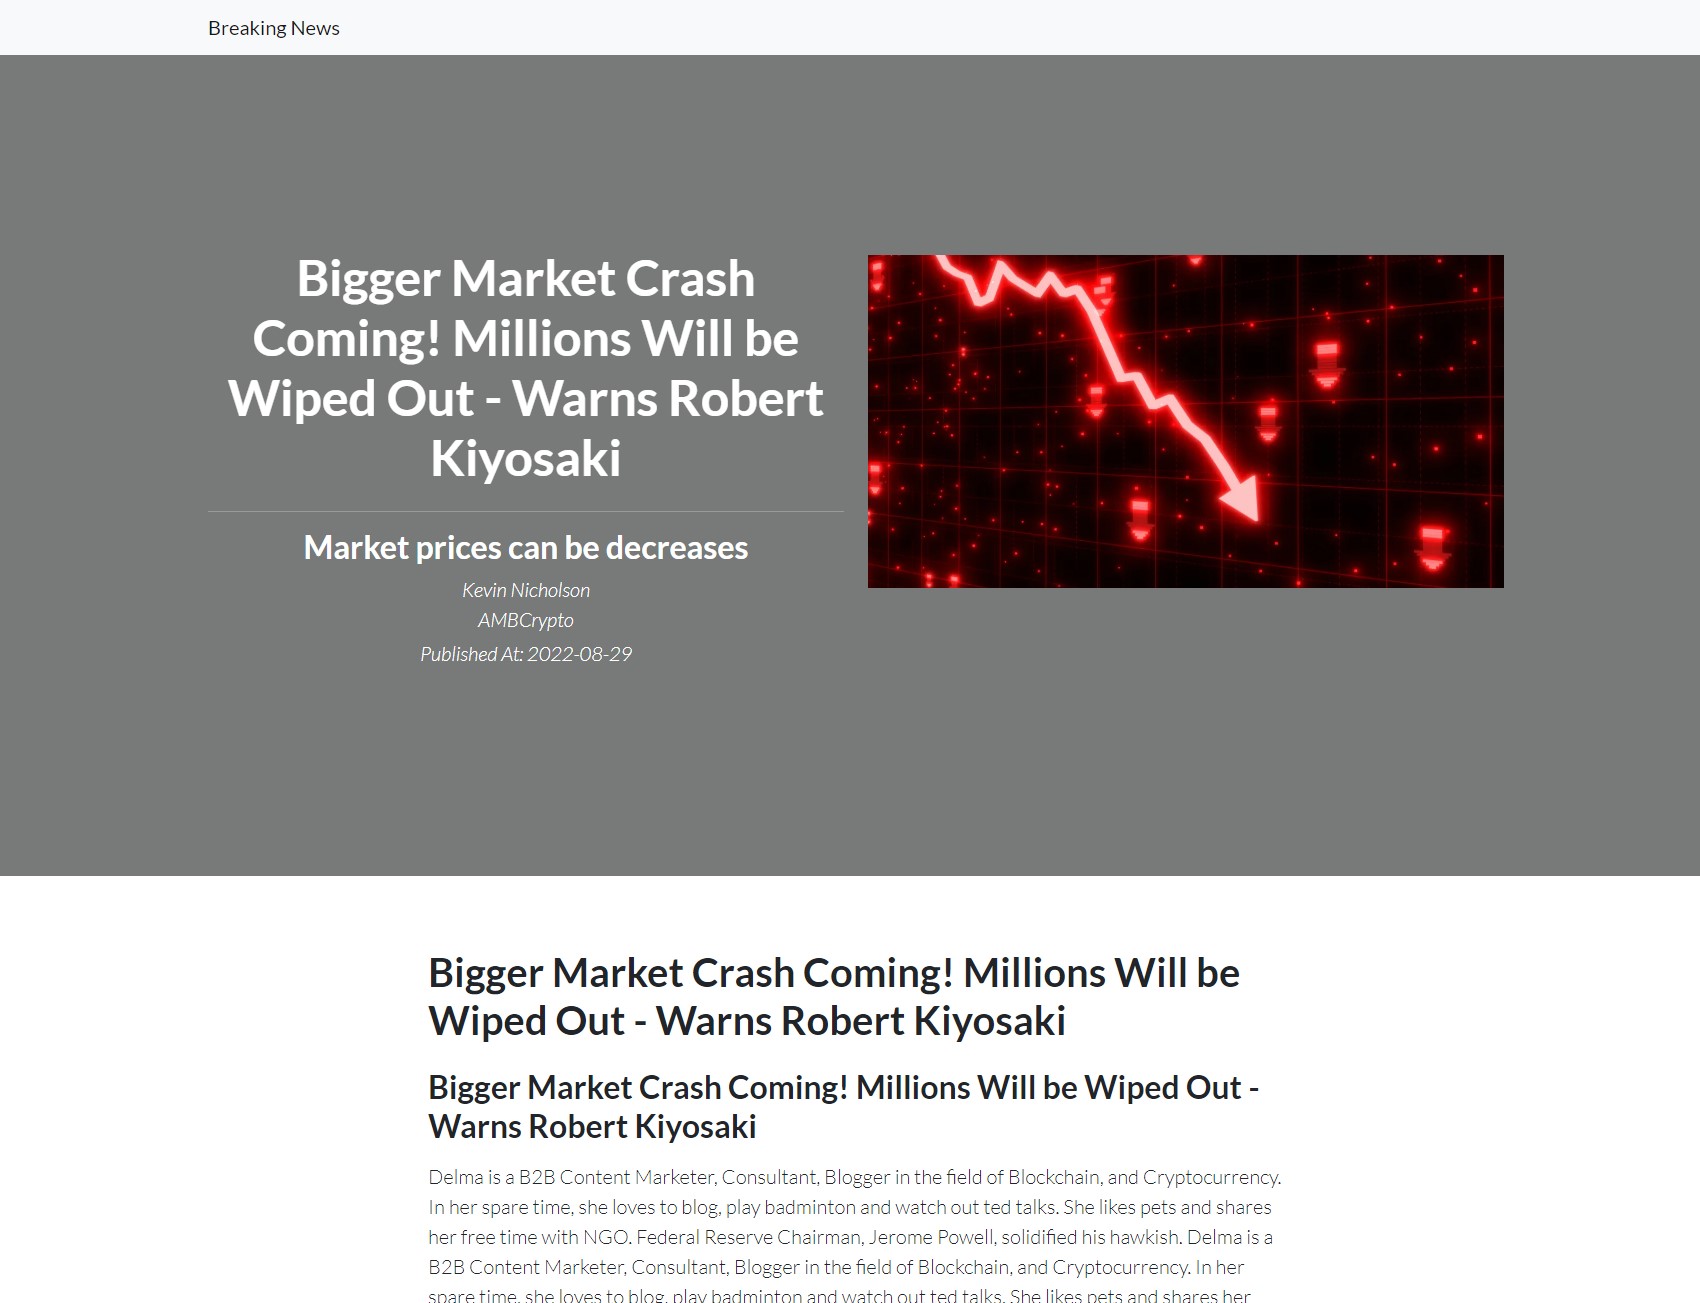 Breaking News
Bigger Market Crash
Coming! Millions Will be
Wiped Out - Warns Robert
Kiyosaki
Market prices can be decreases
Kevin Nicholson
AMBCrypto
Published At: 2022-08-29
Bigger Market Crash Coming! Millions Will be
Wiped Out - Warns Robert Kiyosaki
Bigger Market Crash Coming! Millions Will be Wiped Out -
Warns Robert Kiyosaki
Delma is a B2B Content Marketer, Consultant, Blogger in the field of Blockchain, and Cryptocurrency.
In her spare time, she loves to blog, play badminton and watch out ted talks. She likes pets and shares
her free time with NGO. Federal Reserve Chairman, Jerome Powell, solidified his hawkish. Delma is a
B2B Content Marketer, Consultant, Blogger in the field of Blockchain, and Cryptocurrency. In her
spare time, she loves to blog, play badminton and watch out ted talks. She likes pets and shares her